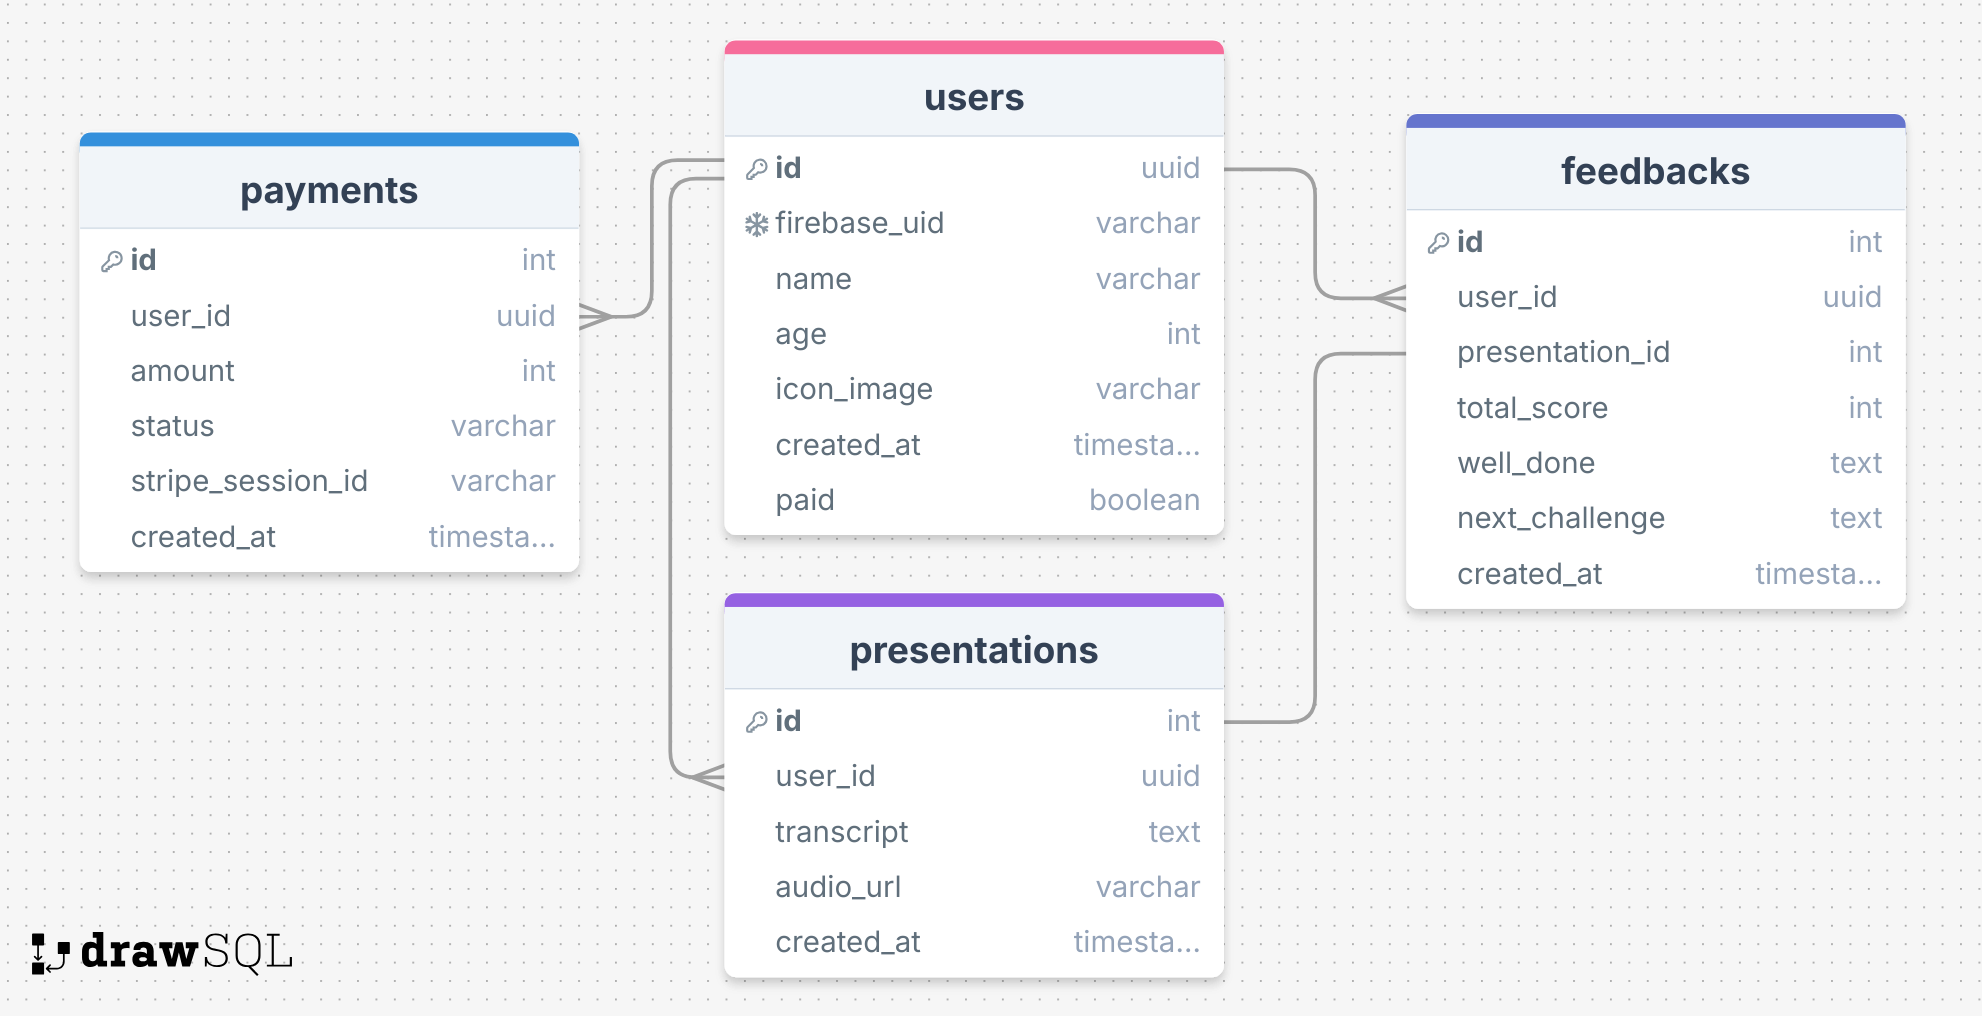 payments
id int
user_id uuid
amount int
status varchar
stripe_session_id varchar
created_at timesta...
users
id uuid
firebase_uid varchar
name varchar
age int
icon_image varchar
created_at timesta...
paid boolean
presentations
id int
user_id uuid
transcript text
audio_url varchar
created_at timesta...
feedbacks
id int
user_id uuid
presentation_id int
total_score int
well_done text
next_challenge text
created_at timesta...
drawSQL